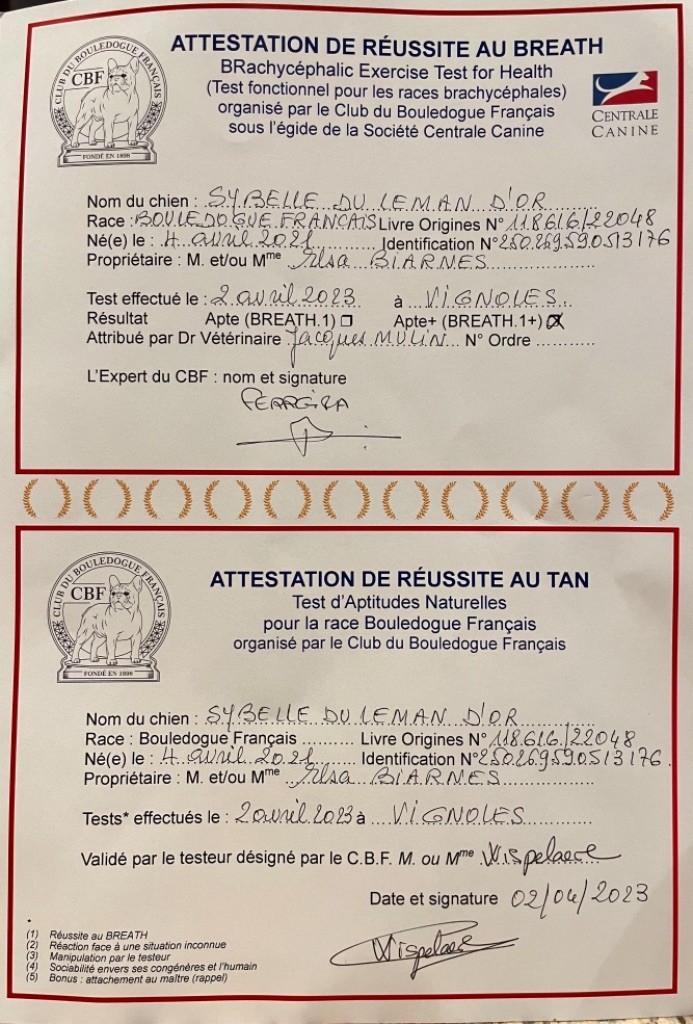 ATTESTATION DE RÉUSSITE AU BREATH
BRachycéphalic Exercise Test for Health
(Test fonctionnel pour les races brachycéphales)
organisé par le Club du Bouledogue Français
sous l'égide de la Société Centrale Canine
CLUB DU BOULEDOGUE FRANÇAIS
CBF
FONDÉ EN 1898
CENTRALE
CANINE
Nom du chien : SYBELLE DU LEMAN D'OR
Race : BOULEDOGUE FRANCAIS Livre Origines N° 118616/22048
Né(e) le : 4 avril 2021 Identification N° 250269590513176
Propriétaire : M. et/ou Mme Elsa BIARNES
Test effectué le : 2 avril 2023 à VIGNOLES
Résultat Apte (BREATH.1) ☐ Apte+ (BREATH.1+) ☒
Attribué par Dr Vétérinaire Jacques MULIN N° Ordre ...........
L'Expert du CBF : nom et signature
FERREIRA
CLUB DU BOULEDOGUE FRANÇAIS
CBF
FONDÉ EN 1898
ATTESTATION DE RÉUSSITE AU TAN
Test d'Aptitudes Naturelles
pour la race Bouledogue Français
organisé par le Club du Bouledogue Français
Nom du chien : SYBELLE DU LEMAN D'OR
Race : Bouledogue Français .......... Livre Origines N° 118.616./22048
Né(e) le : 4 avril 2021 Identification N° 250269590513176
Propriétaire : M. et/ou Mme Elsa BIARNES
Tests* effectués le : 2 avril 2023 à VIGNOLES
Validé par le testeur désigné par le C.B.F. M. ou Mme Wispelaere
Date et signature 02/04/2023
Wispelaere
*
(1) Réussite au BREATH
(2) Réaction face à une situation inconnue
(3) Manipulation par le testeur
(4) Sociabilité envers ses congénères et l'humain
(5) Bonus : attachement au maître (rappel)